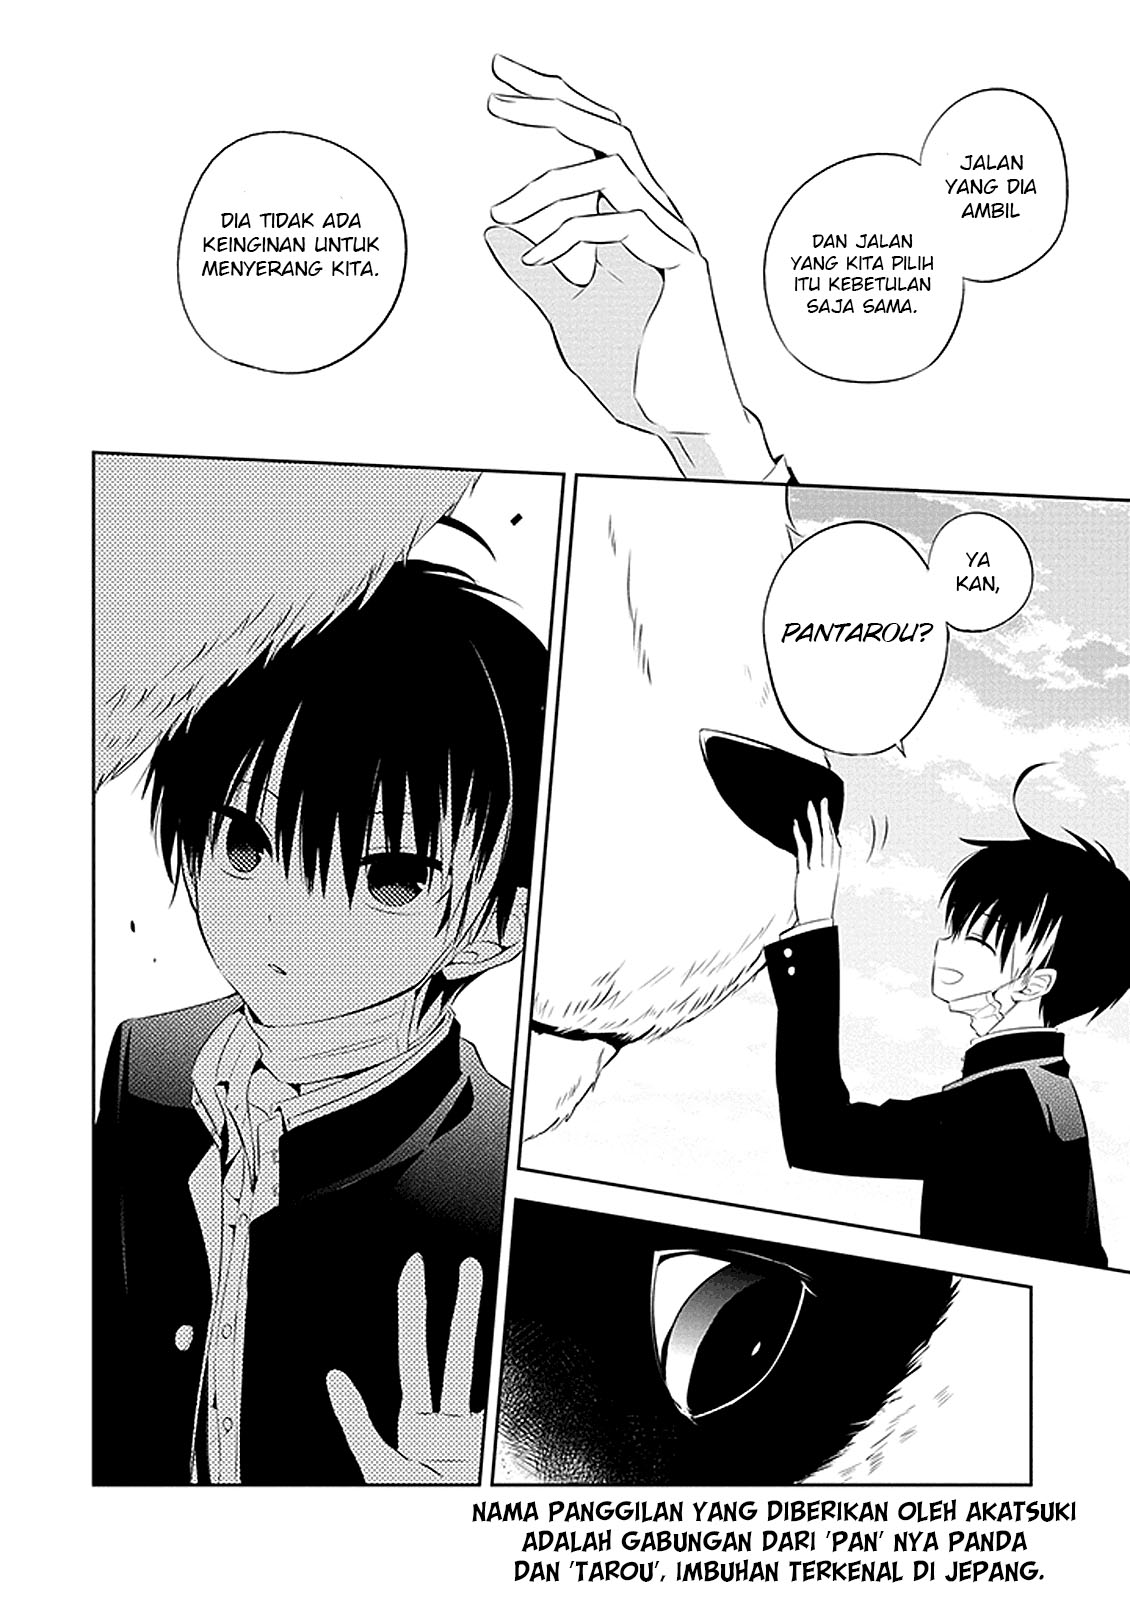 JALAN
YANG DIA
AMBIL
DAN JALAN
YANG KITA PILIH
ITU KEBETULAN
SAJA SAMA.
DIA TIDAK ADA
KEINGINAN UNTUK
MENYERANG KITA.
YA
KAN,
PANTAROU?
NAMA PANGGILAN YANG DIBERIKAN OLEH AKATSUKI
ADALAH GABUNGAN DARI 'PAN' NYA PANDA
DAN 'TAROU', IMBUHAN TERKENAL DI JEPANG.